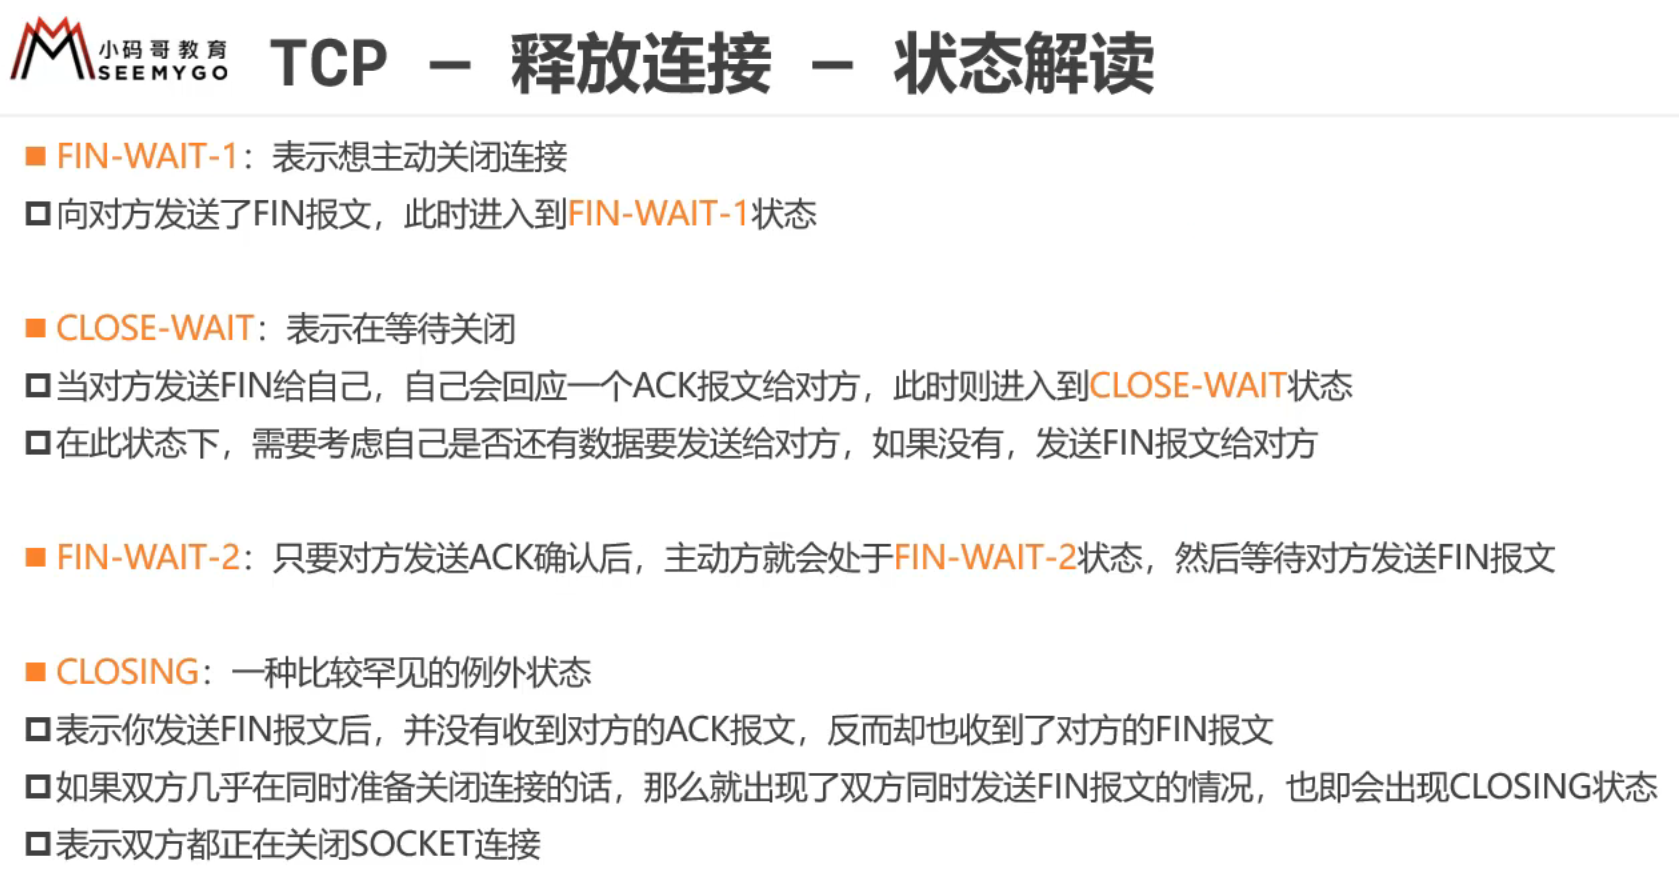 小码哥教育
SEEMYGO
TCP – 释放连接 – 状态解读
FIN-WAIT-1：表示想主动关闭连接
向对方发送了FIN报文，此时进入到FIN-WAIT-1状态
CLOSE-WAIT：表示在等待关闭
当对方发送FIN给自己，自己会回应一个ACK报文给对方，此时则进入到CLOSE-WAIT状态
在此状态下，需要考虑自己是否还有数据要发送给对方，如果没有，发送FIN报文给对方
FIN-WAIT-2：只要对方发送ACK确认后，主动方就会处于FIN-WAIT-2状态，然后等待对方发送FIN报文
CLOSING：一种比较罕见的例外状态
表示你发送FIN报文后，并没有收到对方的ACK报文，反而却也收到了对方的FIN报文
如果双方几乎在同时准备关闭连接的话，那么就出现了双方同时发送FIN报文的情况，也即会出现CLOSING状态
表示双方都正在关闭SOCKET连接